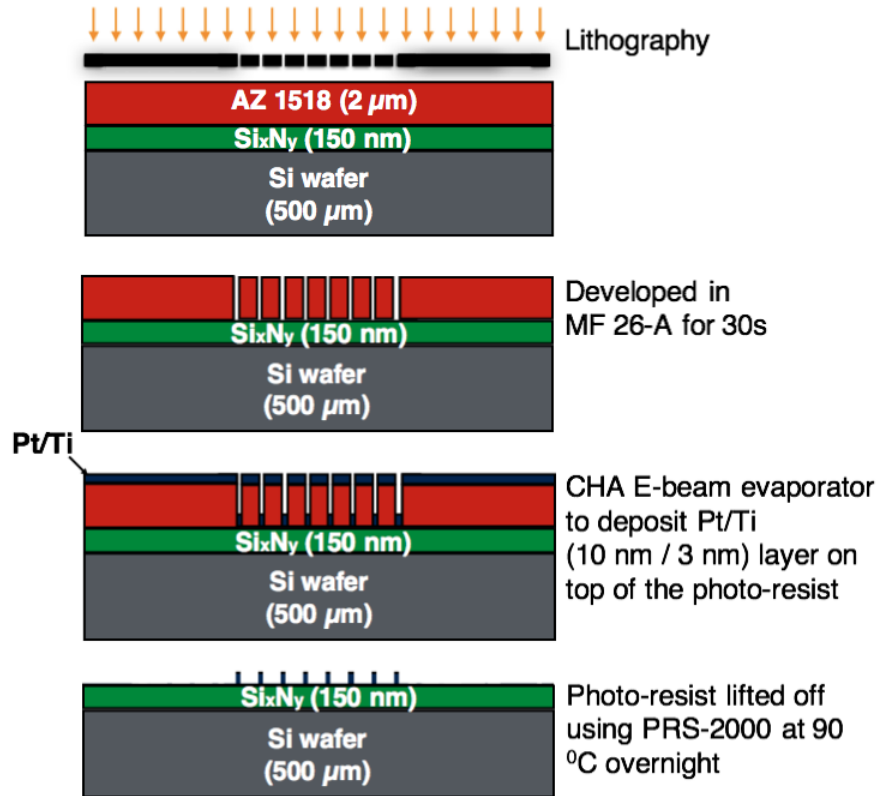 Lithography
AZ 1518 (2 µm)
SixNy (150 nm)
Si wafer
(500 µm)
Developed in
MF 26-A for 30s
SixNy (150 nm)
Si wafer
(500 µm)
Pt/Ti
CHA E-beam evaporator
to deposit Pt/Ti
(10 nm / 3 nm) layer on
top of the photo-resist
SixNy (150 nm)
Si wafer
(500 µm)
Photo-resist lifted off
using PRS-2000 at 90
⁰C overnight
SixNy (150 nm)
Si wafer
(500 µm)